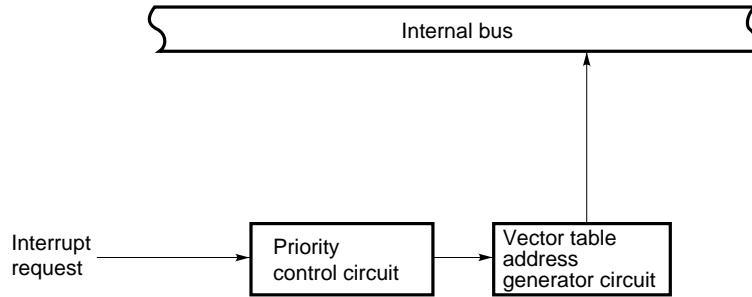 Internal bus
Interrupt
request
Priority
control circuit
Vector table
address
generator circuit